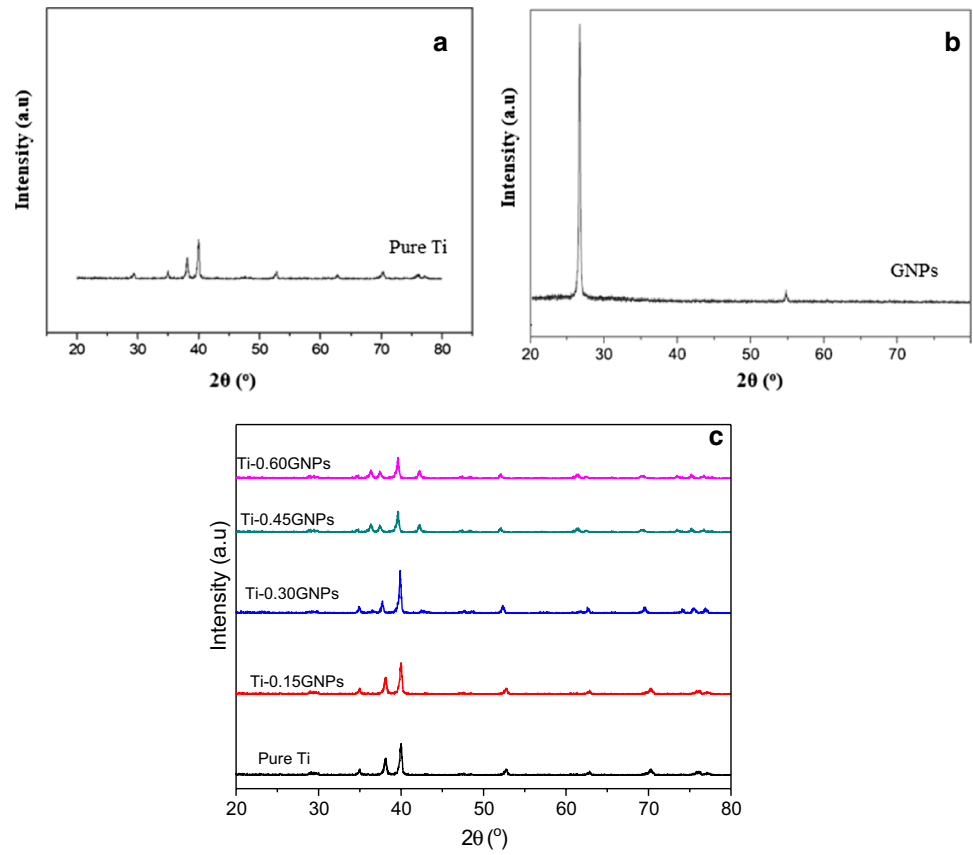 a
Intensity (a.u)
Pure Ti
20 30 40 50 60 70 80
2θ (º)
b
Intensity (a.u)
GNPs
20 30 40 50 60 70
2θ (º)
c
Intensity (a.u)
Ti-0.60GNPs
Ti-0.45GNPs
Ti-0.30GNPs
Ti-0.15GNPs
Pure Ti
20 30 40 50 60 70 80
2θ (º)